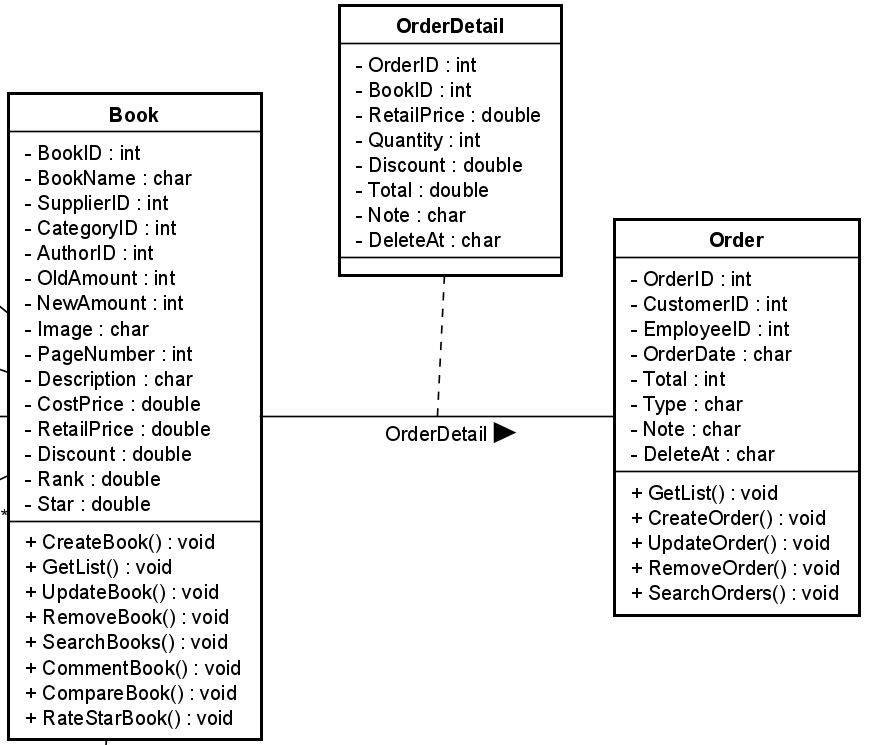 OrderDetail
- OrderID : int
- BookID : int
- RetailPrice : double
- Quantity : int
- Discount : double
- Total : double
- Note : char
- DeleteAt : char
Book
- BookID : int
- BookName : char
- SupplierID : int
- CategoryID : int
- AuthorID : int
- OldAmount : int
- NewAmount : int
- Image : char
- PageNumber : int
- Description : char
- CostPrice : double
- RetailPrice : double
- Discount : double
- Rank : double
- Star : double
+ CreateBook() : void
+ GetList() : void
+ UpdateBook() : void
+ RemoveBook() : void
+ SearchBooks() : void
+ CommentBook() : void
+ CompareBook() : void
+ RateStarBook() : void
*
OrderDetail
Order
- OrderID : int
- CustomerID : int
- EmployeeID : int
- OrderDate : char
- Total : int
- Type : char
- Note : char
- DeleteAt : char
+ GetList() : void
+ CreateOrder() : void
+ UpdateOrder() : void
+ RemoveOrder() : void
+ SearchOrders() : void